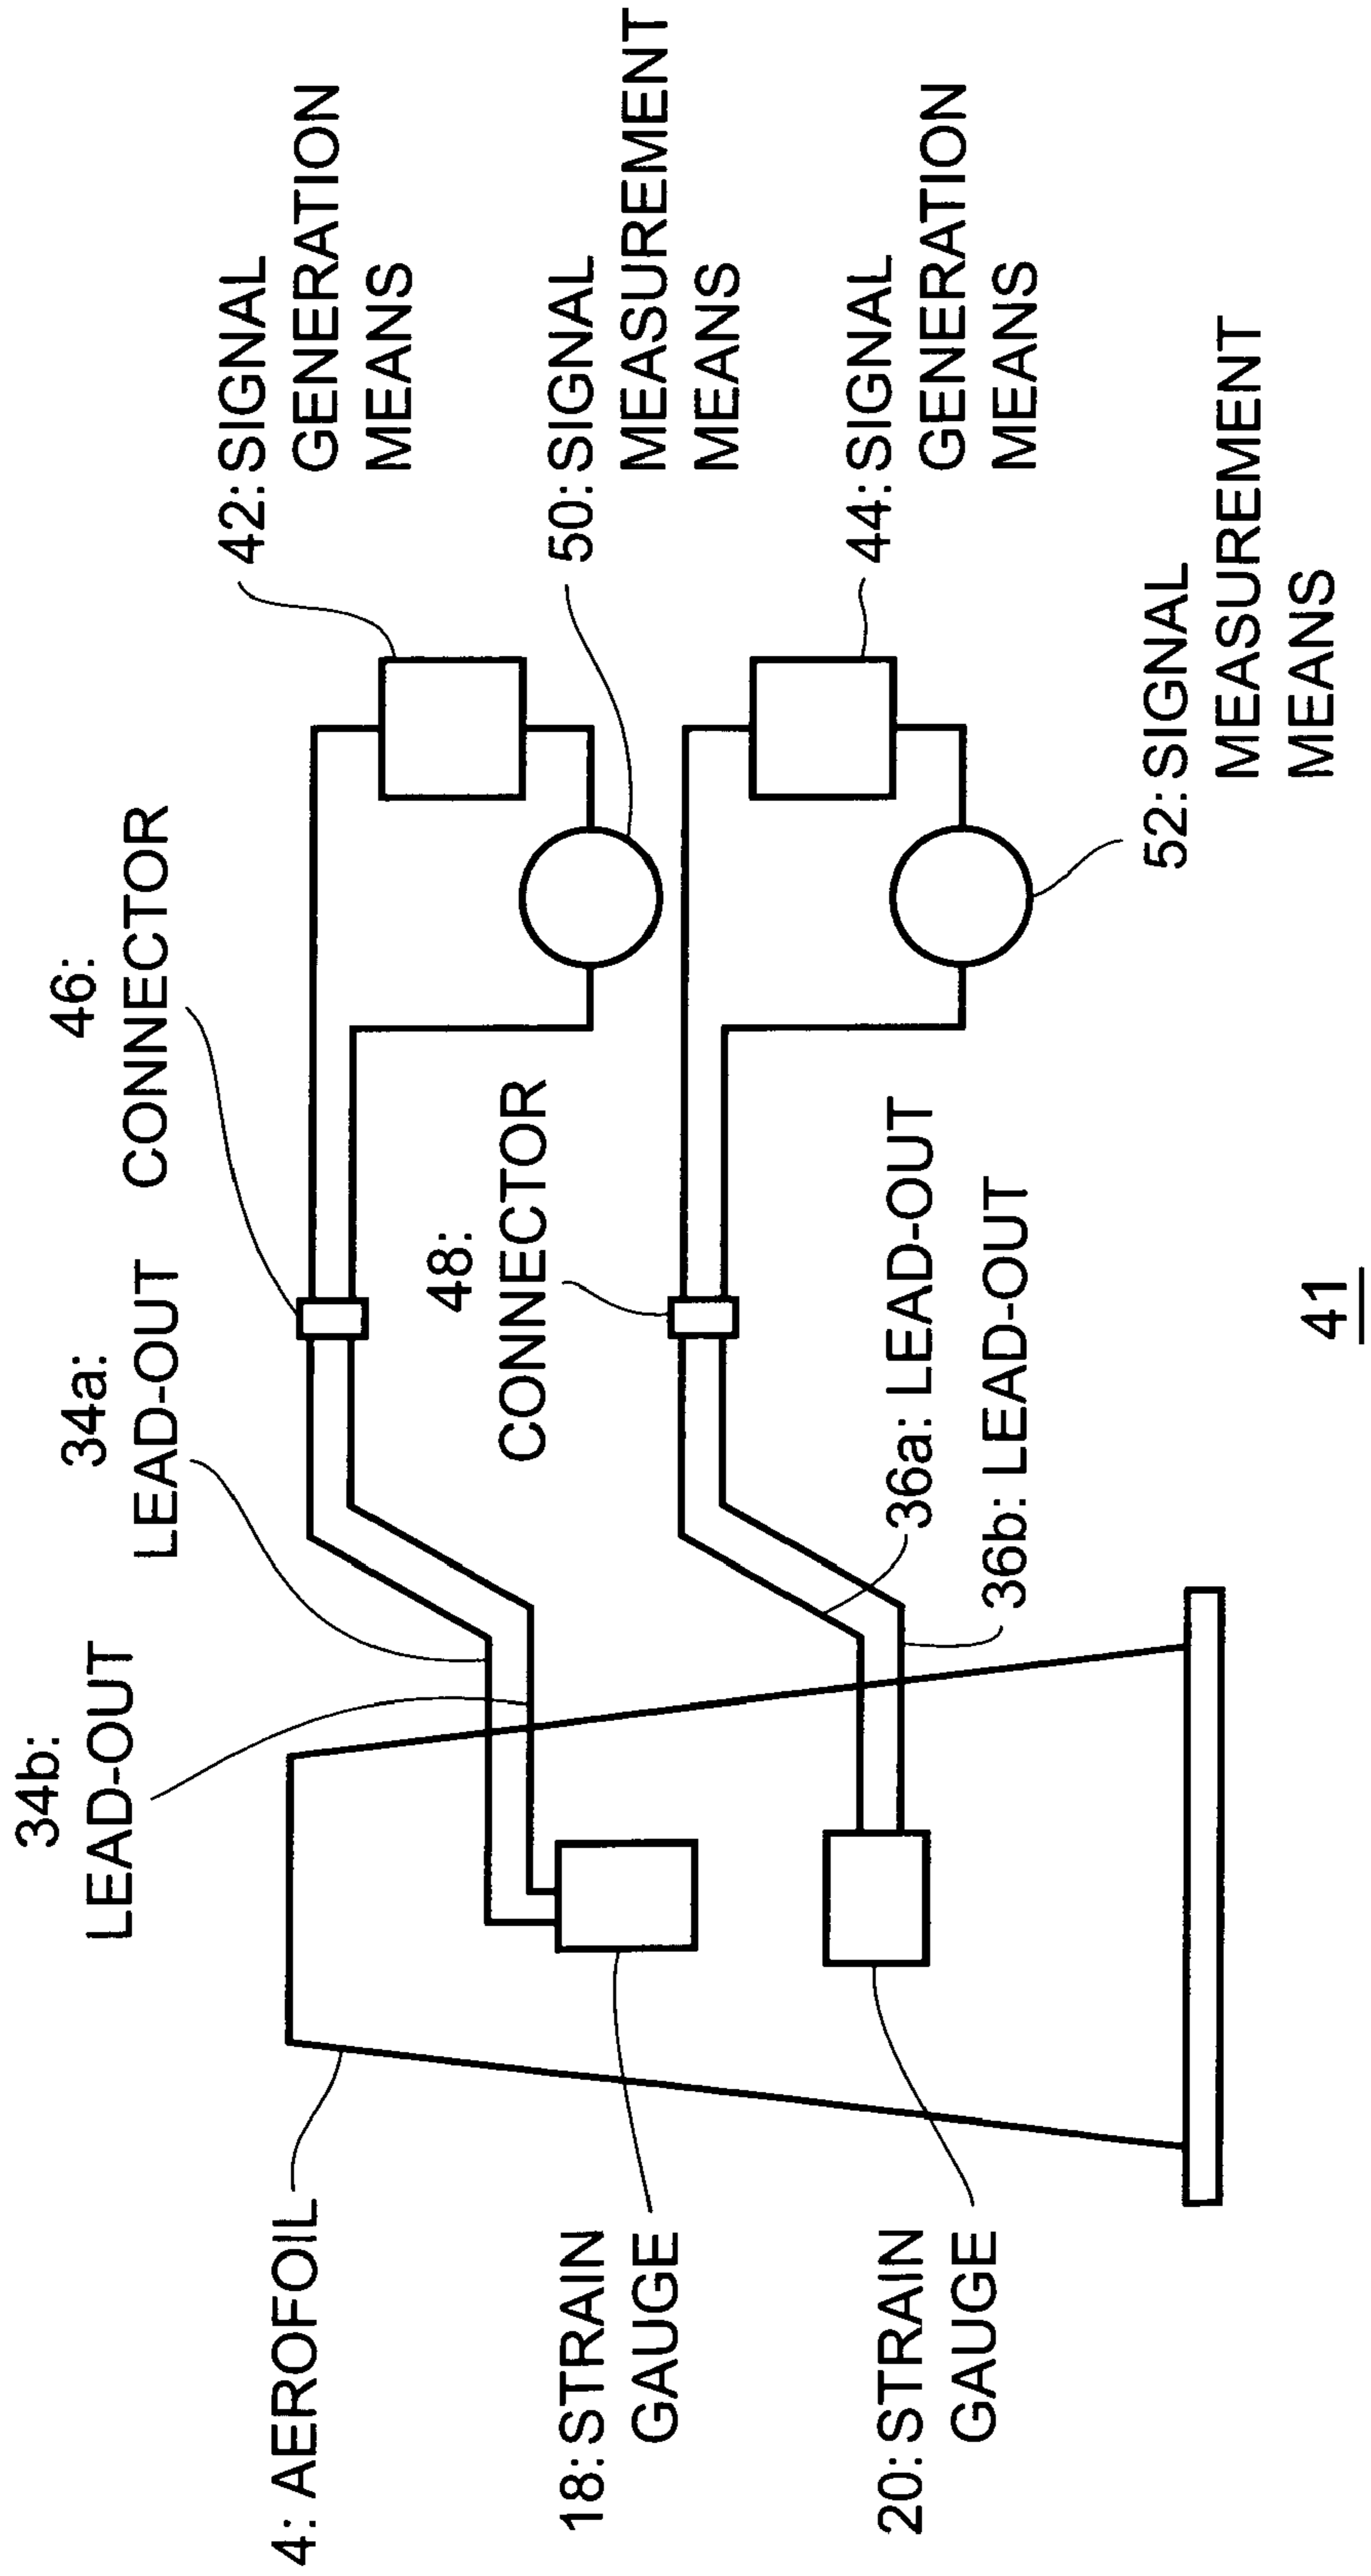 34b:
LEAD-OUT
34a:
LEAD-OUT
46:
CONNECTOR
42:SIGNAL
GENERATION
MEANS
50:SIGNAL
MEASUREMENT
MEANS
48:
CONNECTOR
44:SIGNAL
GENERATION
MEANS
36a: LEAD-OUT
36b: LEAD-OUT
52:SIGNAL
MEASUREMENT
MEANS
4: AEROFOIL
18:STRAIN
GAUGE
20:STRAIN
GAUGE
41